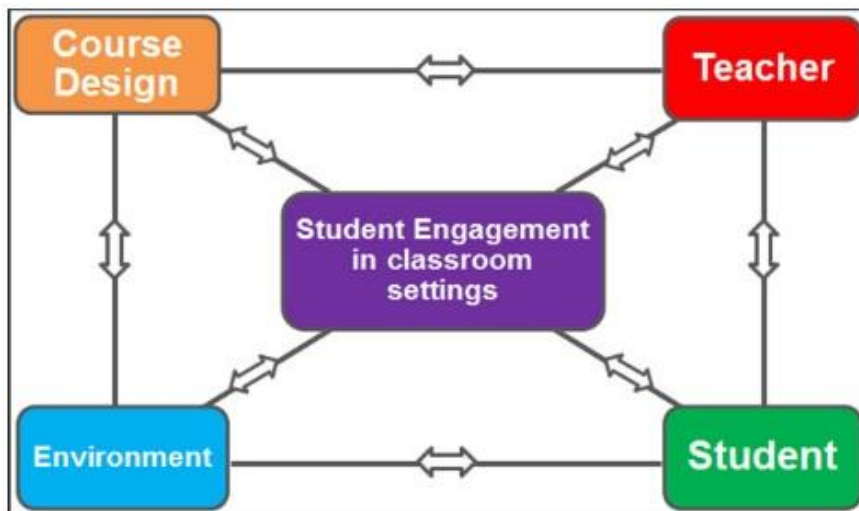 Course
Design
Teacher
Student Engagement
in classroom
settings
Environment
Student